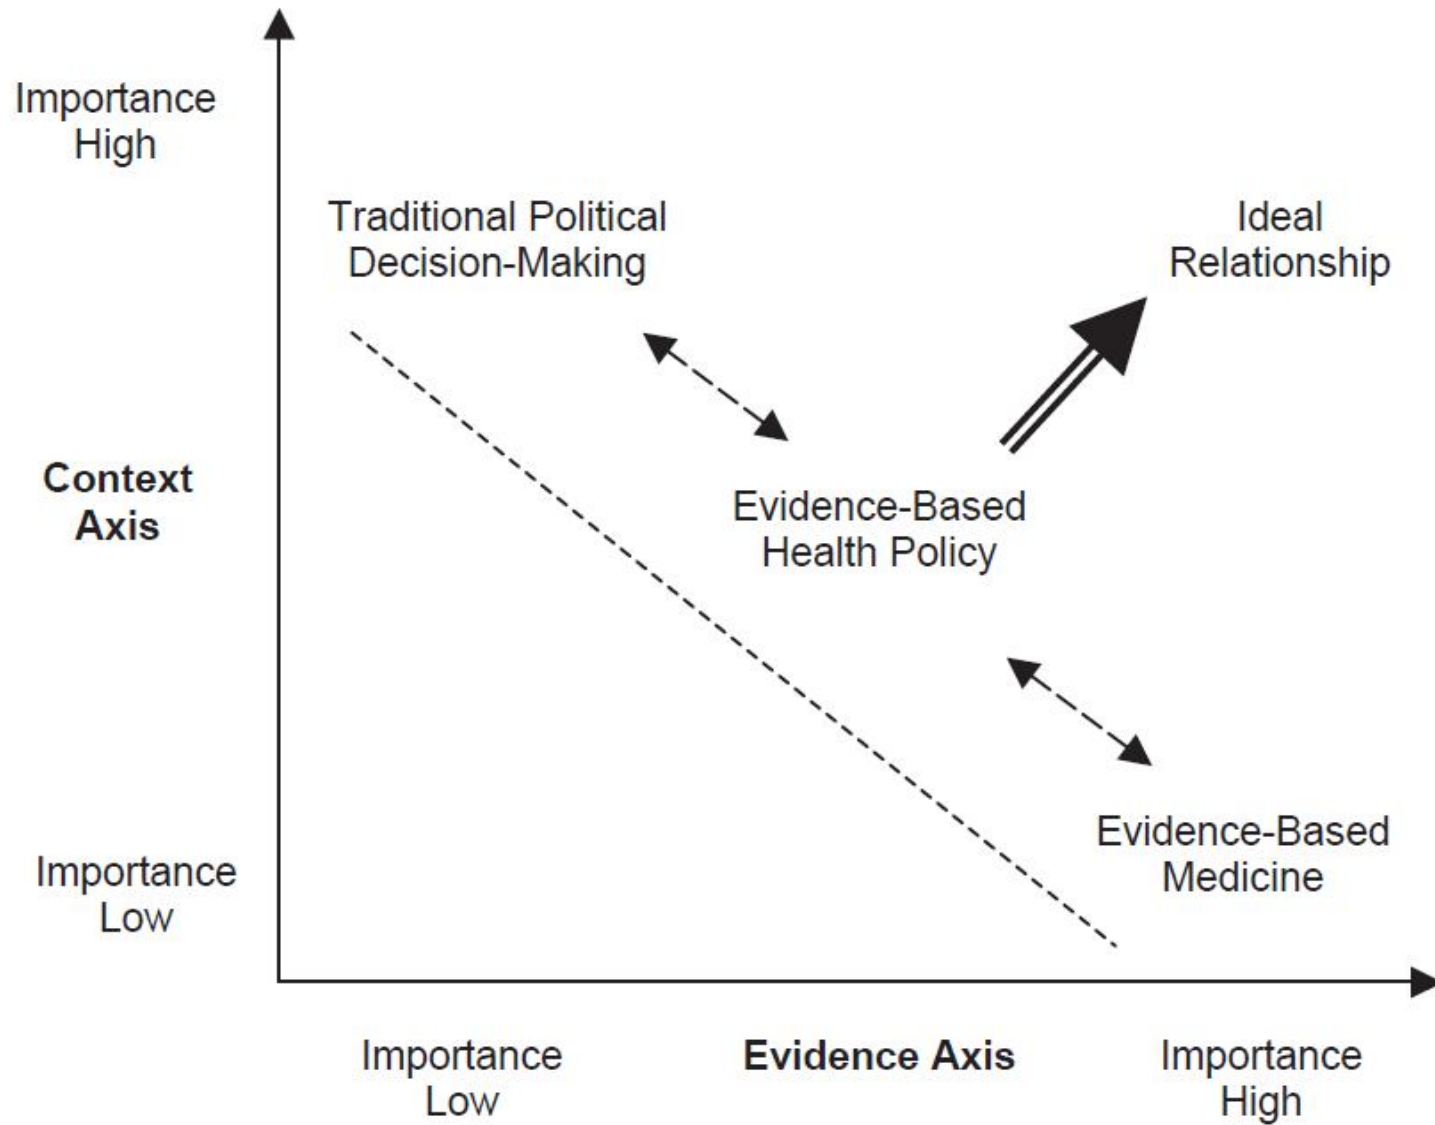 Importance
High
Traditional Political
Decision-Making
Ideal
Relationship
Context
Axis
Evidence-Based
Health Policy
Evidence-Based
Medicine
Importance
Low
Importance
Low
Evidence Axis
Importance
High